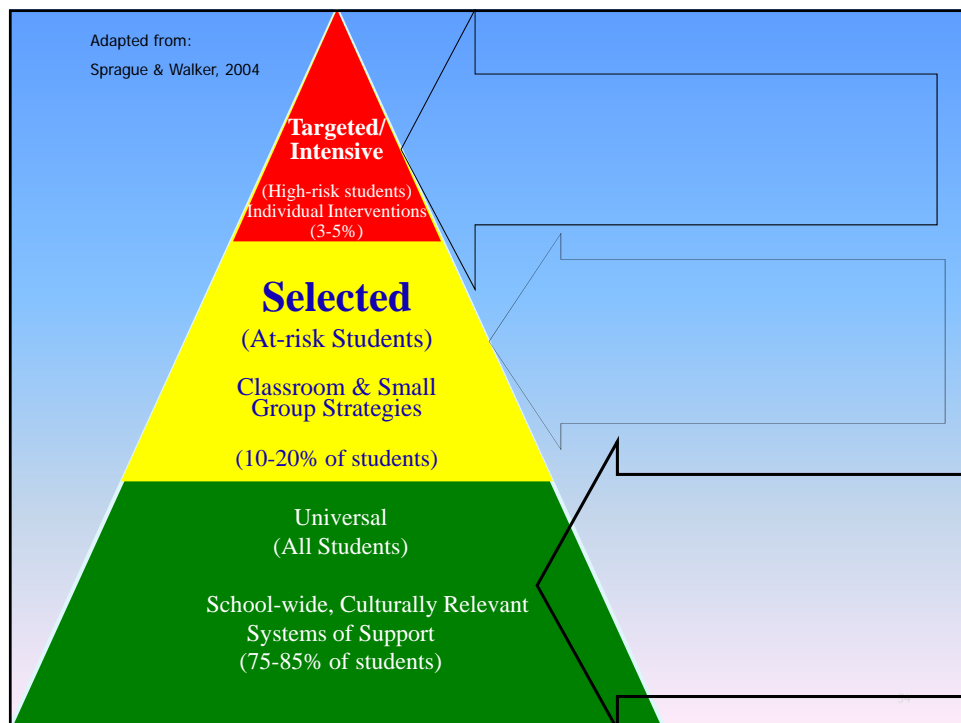 Adapted from:
Sprague & Walker, 2004
Targeted/
Intensive
(High-risk students)
Individual Interventions
(3-5%)
Selected
(At-risk Students)
Classroom & Small
Group Strategies
(10-20% of students)
Universal
(All Students)
School-wide, Culturally Relevant
Systems of Support
(75-85% of students)